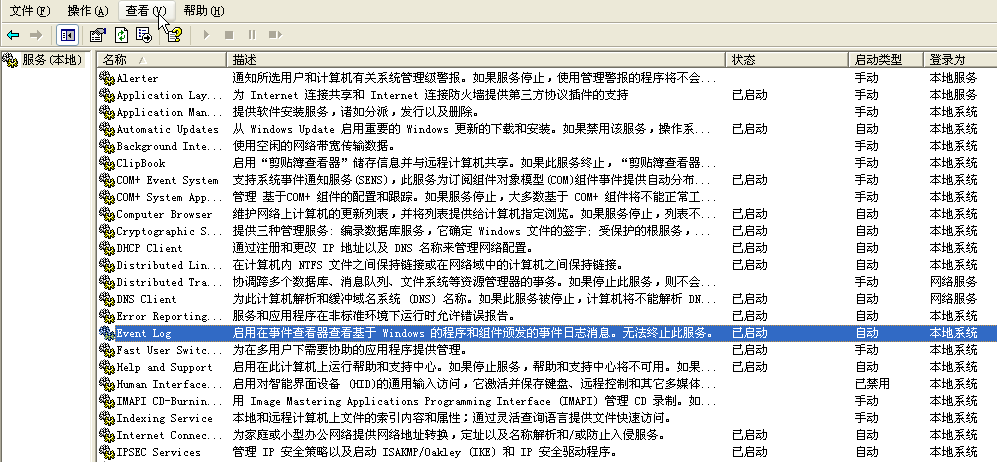 文件(F) 操作(A) 查看(V) 帮助(H)
服务(本地)
名称 描述 状态 启动类型 登录为
Alerter 通知所选用户和计算机有关系统管理级警报。如果服务停止，使用管理警报的程序将不会... 手动 本地服务
Application Lay... 为 Internet 连接共享和 Internet 连接防火墙提供第三方协议插件的支持 已启动 手动 本地服务
Application Man... 提供软件安装服务，诸如分派，发行以及删除。 手动 本地系统
Automatic Updates 从 Windows Update 启用重要的 Windows 更新的下载和安装。如果禁用该服务，操作系... 已启动 自动 本地系统
Background Inte... 使用空闲的网络带宽传输数据。 手动 本地系统
ClipBook 启用“剪贴簿查看器”储存信息并与远程计算机共享。如果此服务终止，“剪贴簿查看器... 手动 本地系统
COM+ Event System 支持系统事件通知服务(SENS)，此服务为订阅组件对象模型(COM)组件事件提供自动分布... 已启动 手动 本地系统
COM+ System App... 管理 基于COM+ 组件的配置和跟踪。如果服务停止，大多数基于 COM+ 组件将不能正常工... 手动 本地系统
Computer Browser 维护网络上计算机的更新列表，并将列表提供给计算机指定浏览。如果服务停止，列表不... 已启动 自动 本地系统
Cryptographic S... 提供三种管理服务: 编录数据库服务，它确定 Windows 文件的签字; 受保护的根服务，... 已启动 自动 本地系统
DHCP Client 通过注册和更改 IP 地址以及 DNS 名称来管理网络配置。 已启动 自动 本地系统
Distributed Lin... 在计算机内 NTFS 文件之间保持链接或在网络域中的计算机之间保持链接。 已启动 自动 本地系统
Distributed Tra... 协调跨多个数据库、消息队列、文件系统等资源管理器的事务。如果停止此服务，则不会... 手动 网络服务
DNS Client 为此计算机解析和缓冲域名系统 (DNS) 名称。如果此服务被停止，计算机将不能解析 DN... 已启动 自动 网络服务
Error Reporting... 服务和应用程序在非标准环境下运行时允许错误报告。 已启动 自动 本地系统
Event Log 启用在事件查看器查看基于 Windows 的程序和组件颁发的事件日志消息。无法终止此服务。 已启动 自动 本地系统
Fast User Switc... 为在多用户下需要协助的应用程序提供管理。 已启动 手动 本地系统
Help and Support 启用在此计算机上运行帮助和支持中心。如果停止服务，帮助和支持中心将不可用。如果... 已启动 自动 本地系统
Human Interface... 启用对智能界面设备 (HID)的通用输入访问，它激活并保存键盘、远程控制和其它多媒体... 已禁用 本地系统
IMAPI CD-Burnin... 用 Image Mastering Applications Programming Interface (IMAPI) 管理 CD 录制。如... 手动 本地系统
Indexing Service 本地和远程计算机上文件的索引内容和属性；通过灵活查询语言提供文件快速访问。 手动 本地系统
Internet Connec... 为家庭或小型办公网络提供网络地址转换，定址以及名称解析和/或防止入侵服务。 已启动 自动 本地系统
IPSEC Services 管理 IP 安全策略以及启动 ISAKMP/Oakley (IKE) 和 IP 安全驱动程序。 已启动 自动 本地系统